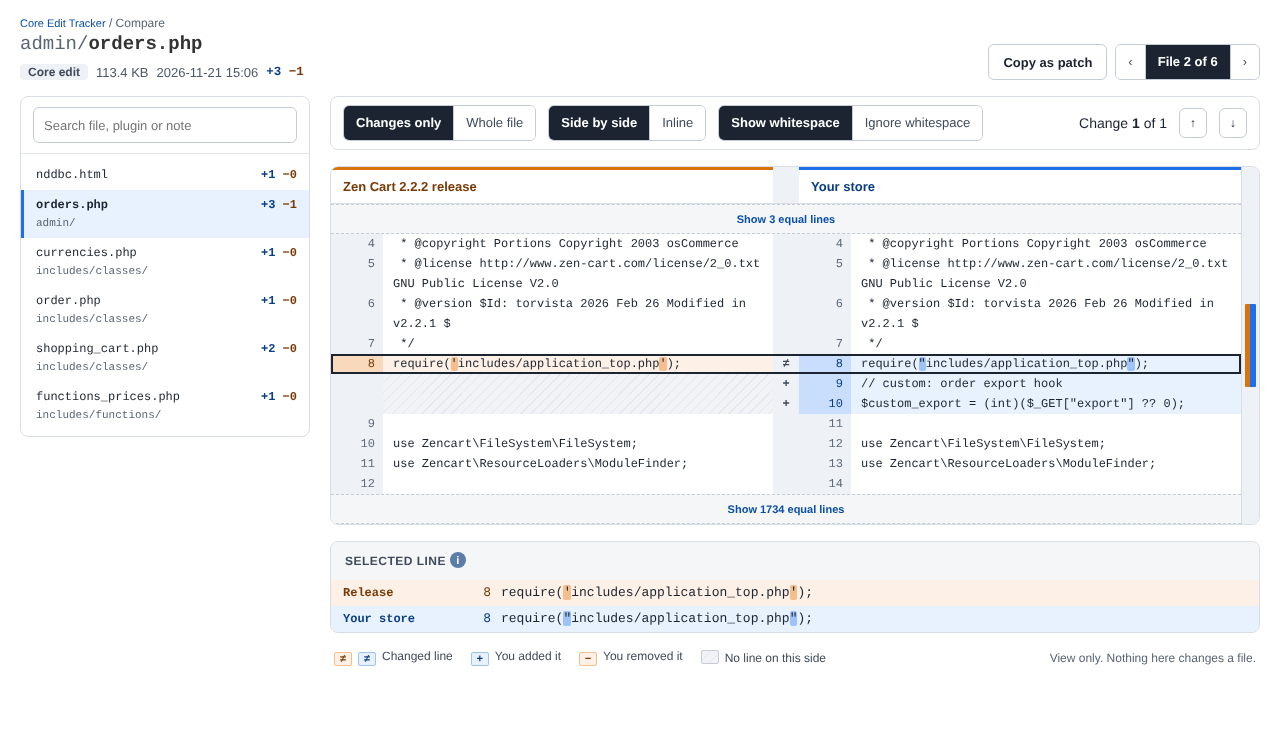 Core Edit Tracker / Compare
admin/orders.php
Core edit 113.4 KB 2026-11-21 15:06 +3 −1
Copy as patch ‹ File 2 of 6 ›
Search file, plugin or note
nddbc.html +1 −0
orders.php +3 −1
admin/
currencies.php +1 −0
includes/classes/
order.php +1 −0
includes/classes/
shopping_cart.php +2 −0
includes/classes/
functions_prices.php +1 −0
includes/functions/
Changes only Whole file Side by side Inline Show whitespace Ignore whitespace Change 1 of 1 ↑ ↓
Zen Cart 2.2.2 release Your store
Show 3 equal lines
4 * @copyright Portions Copyright 2003 osCommerce 4 * @copyright Portions Copyright 2003 osCommerce
5 * @license http://www.zen-cart.com/license/2_0.txt 5 * @license http://www.zen-cart.com/license/2_0.txt
GNU Public License V2.0 GNU Public License V2.0
6 * @version $Id: torvista 2026 Feb 26 Modified in 6 * @version $Id: torvista 2026 Feb 26 Modified in
v2.2.1 $ v2.2.1 $
7 */ 7 */
8 require('includes/application_top.php'); ≠ 8 require("includes/application_top.php");
+ 9 // custom: order export hook
+ 10 $custom_export = (int)($_GET["export"] ?? 0);
9 11
10 use Zencart\FileSystem\FileSystem; 12 use Zencart\FileSystem\FileSystem;
11 use Zencart\ResourceLoaders\ModuleFinder; 13 use Zencart\ResourceLoaders\ModuleFinder;
12 14
Show 1734 equal lines
SELECTED LINE i
Release 8 require('includes/application_top.php');
Your store 8 require("includes/application_top.php");
≠ ≠ Changed line + You added it − You removed it No line on this side View only. Nothing here changes a file.